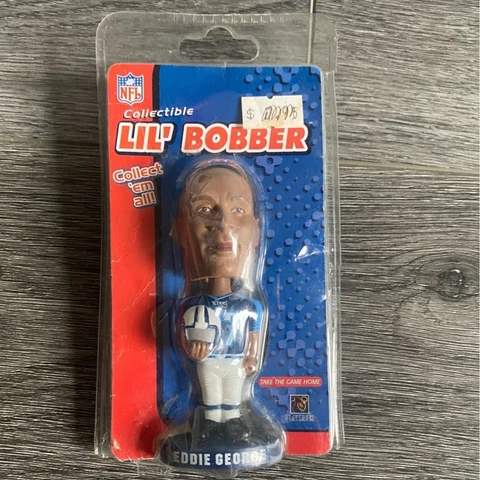 NFL
Collectible
$
LIL' BOBBER
Collect
'em
all!
TITANS
TAKE THE GAME HOME
EDDIE GEORGE